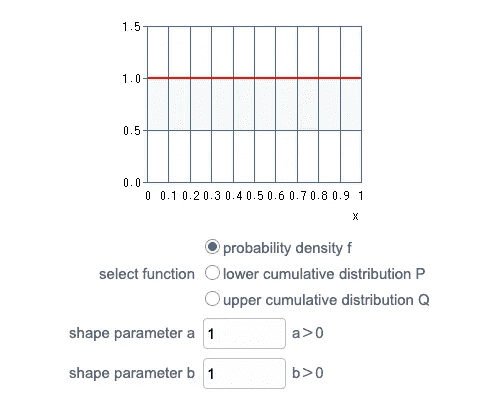 1.5
1.0
0.5
0.0
0 0.1 0.2 0.3 0.4 0.5 0.6 0.7 0.8 0.9 1
x
probability density f
select function lower cumulative distribution P
upper cumulative distribution Q
shape parameter a 1 a>0
shape parameter b 1 b>0